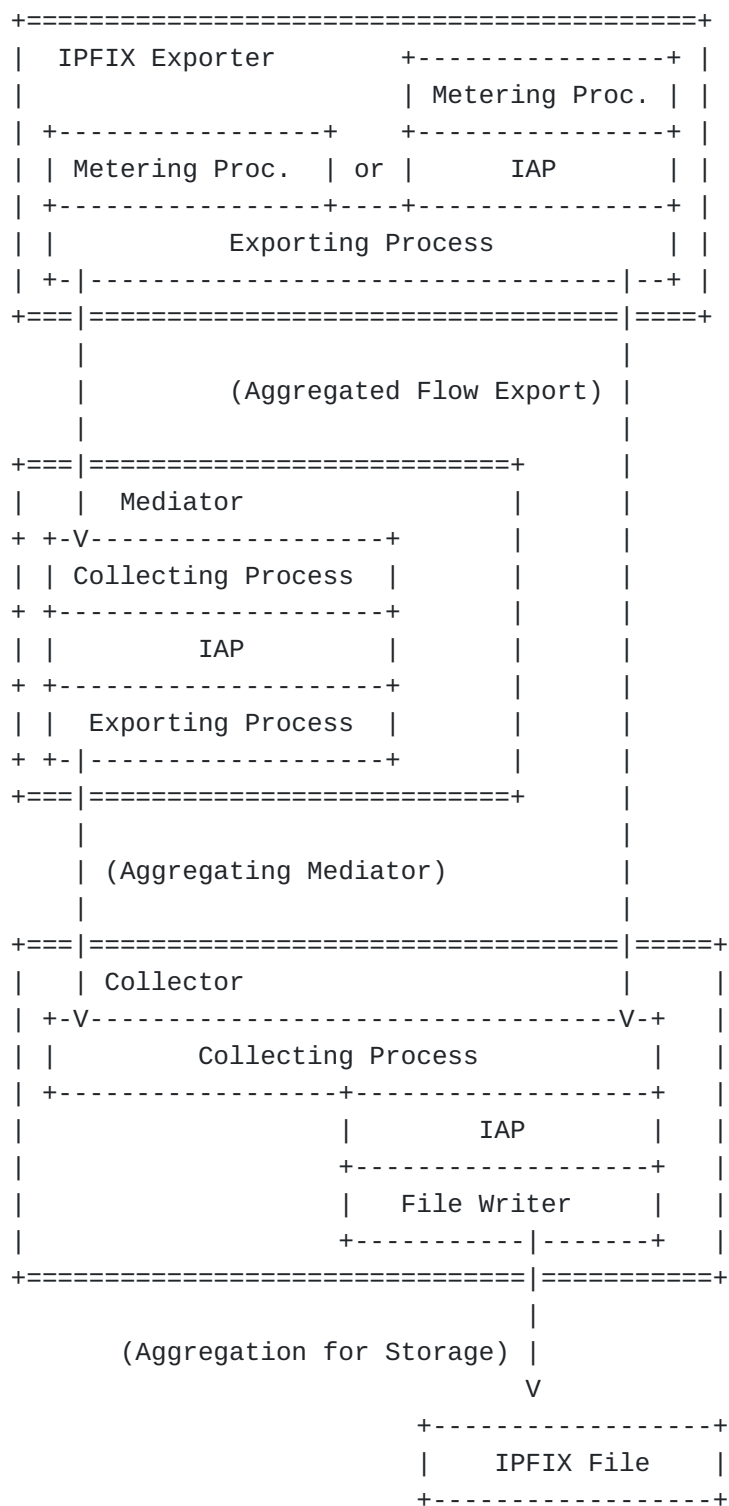 IPFIX Exporter
Metering Proc.
Metering Proc. or IAP
Exporting Process
(Aggregated Flow Export)
Mediator
V
Collecting Process
IAP
Exporting Process
(Aggregating Mediator)
Collector
V V
Collecting Process
IAP
File Writer
(Aggregation for Storage)
V
IPFIX File